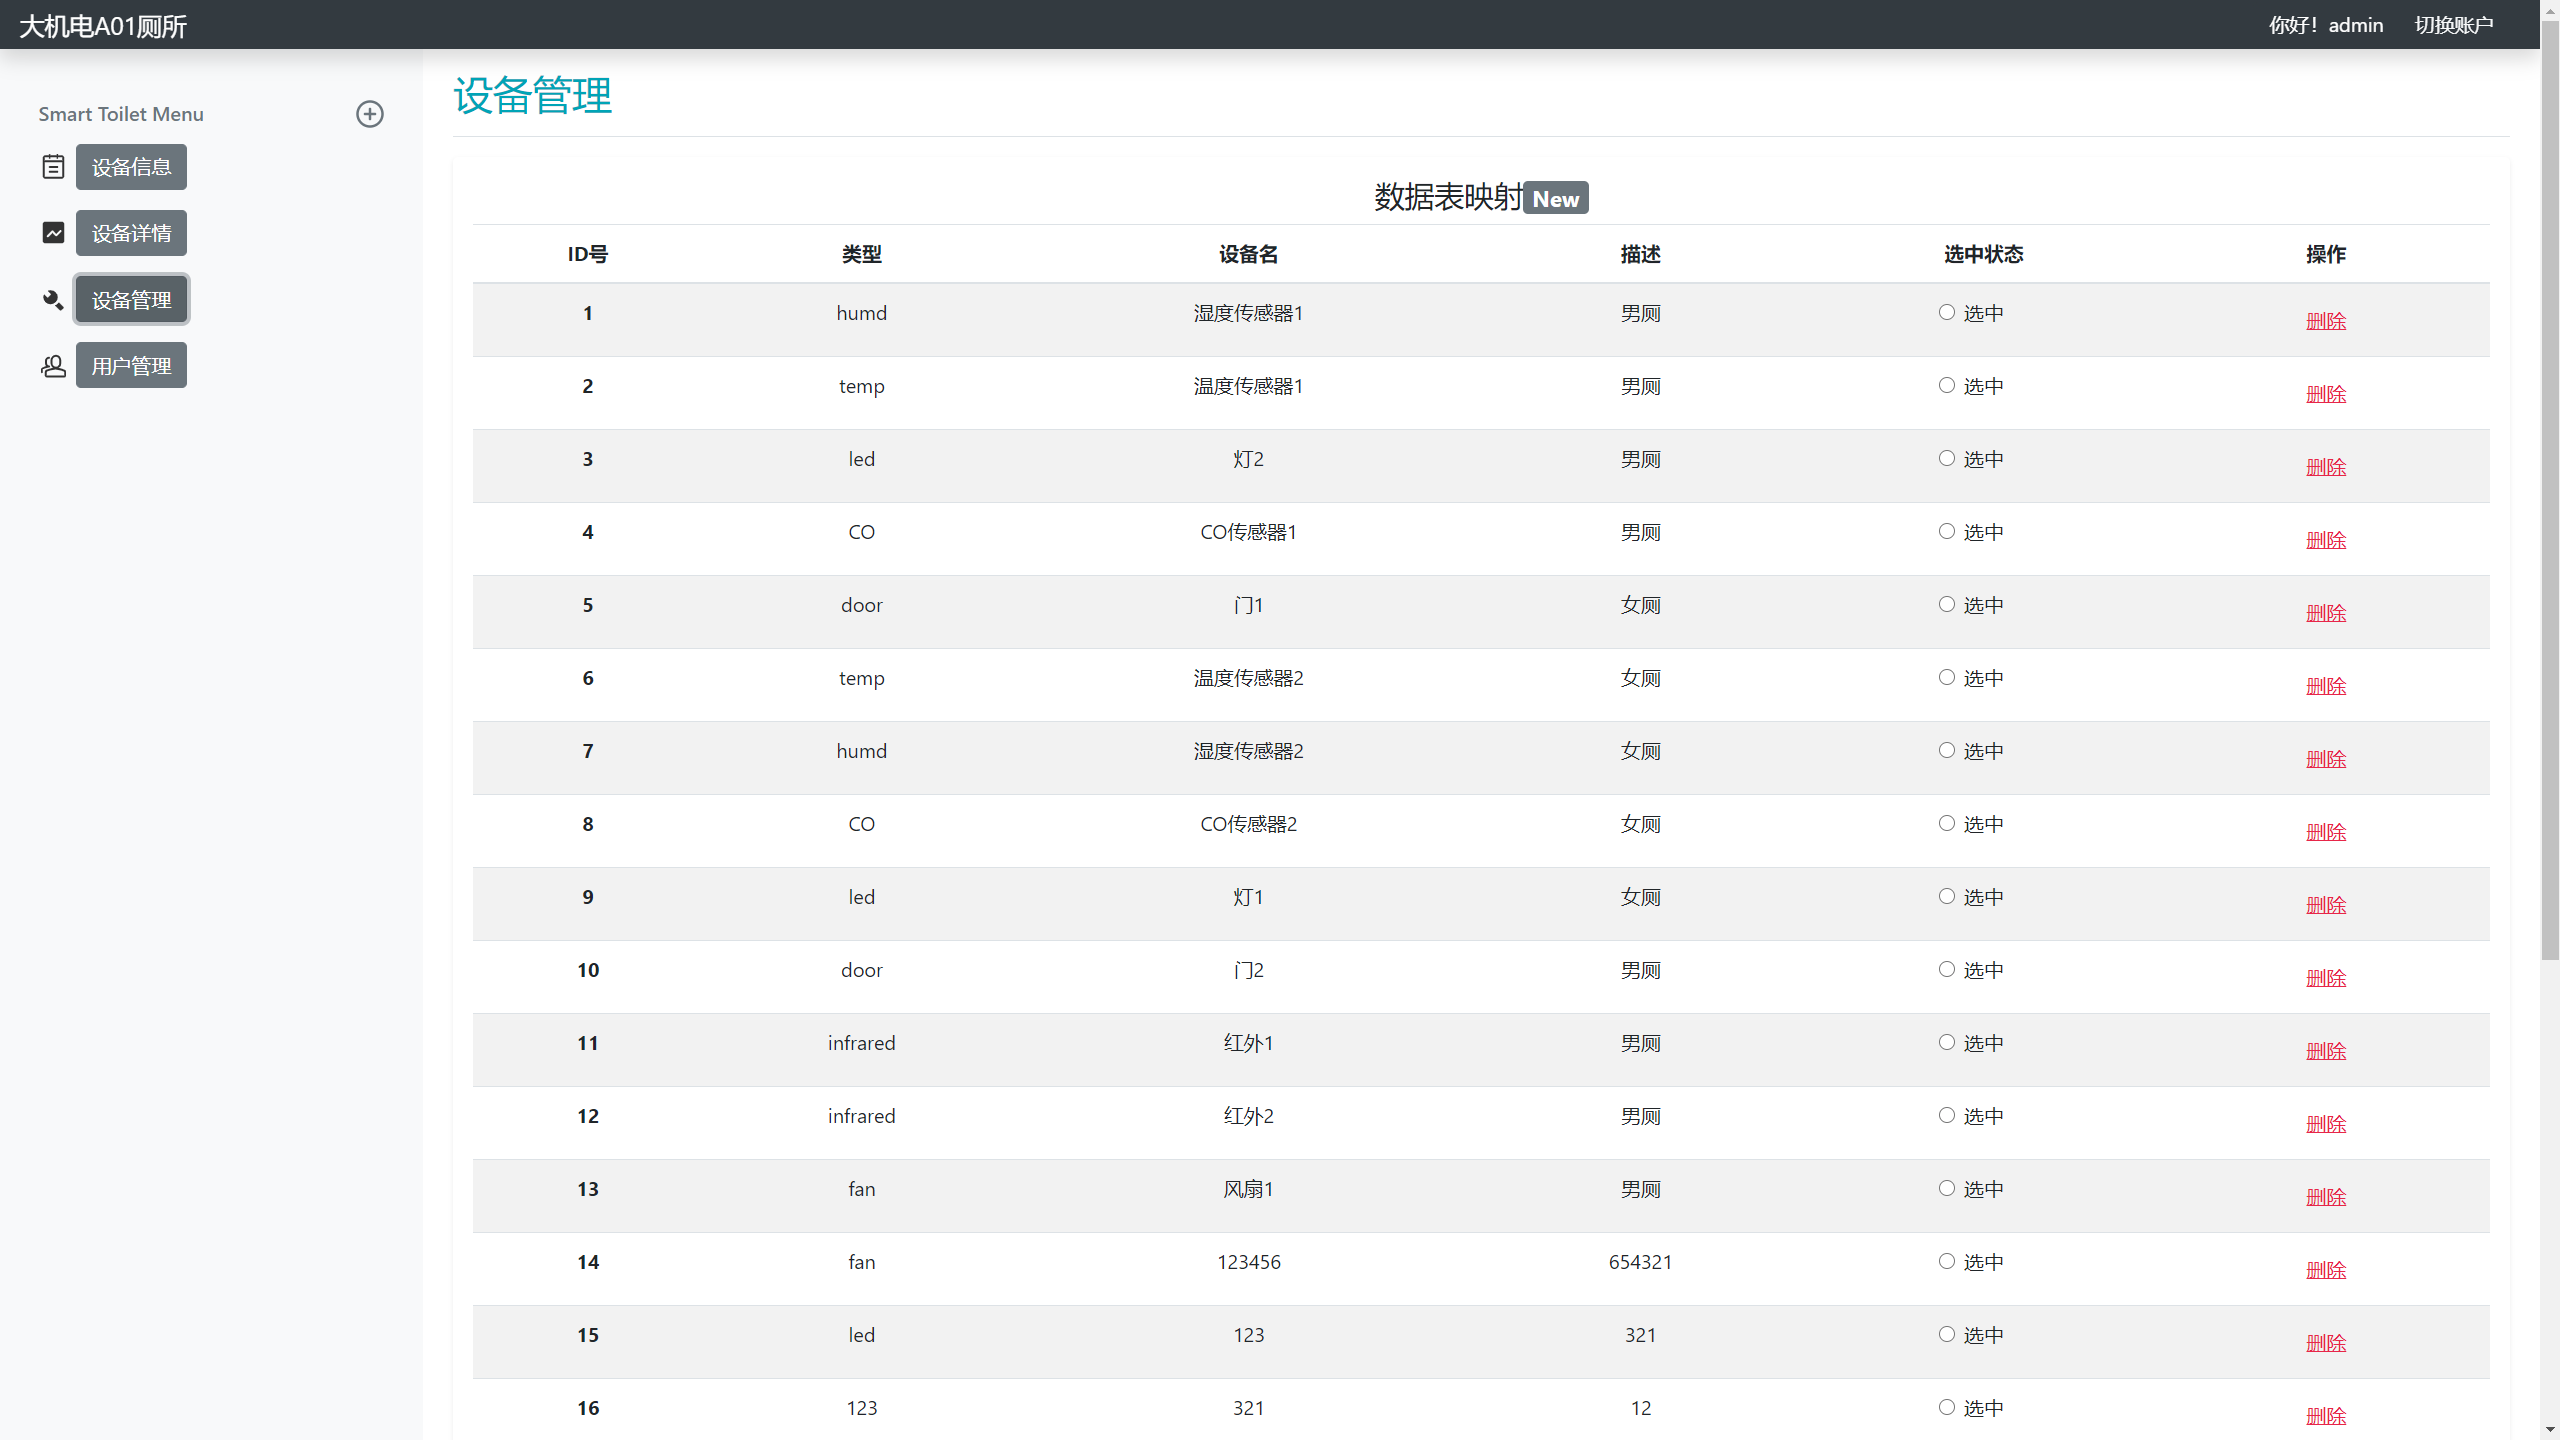 大机电A01厕所 你好！admin 切换账户
Smart Toilet Menu
设备信息
设备详情
设备管理
用户管理
设备管理
数据表映射 New
ID号 类型 设备名 描述 选中状态 操作
1 humd 湿度传感器1 男厕 选中 删除
2 temp 温度传感器1 男厕 选中 删除
3 led 灯2 男厕 选中 删除
4 CO CO传感器1 男厕 选中 删除
5 door 门1 女厕 选中 删除
6 temp 温度传感器2 女厕 选中 删除
7 humd 湿度传感器2 女厕 选中 删除
8 CO CO传感器2 女厕 选中 删除
9 led 灯1 女厕 选中 删除
10 door 门2 男厕 选中 删除
11 infrared 红外1 男厕 选中 删除
12 infrared 红外2 男厕 选中 删除
13 fan 风扇1 男厕 选中 删除
14 fan 123456 654321 选中 删除
15 led 123 321 选中 删除
16 123 321 12 选中 删除